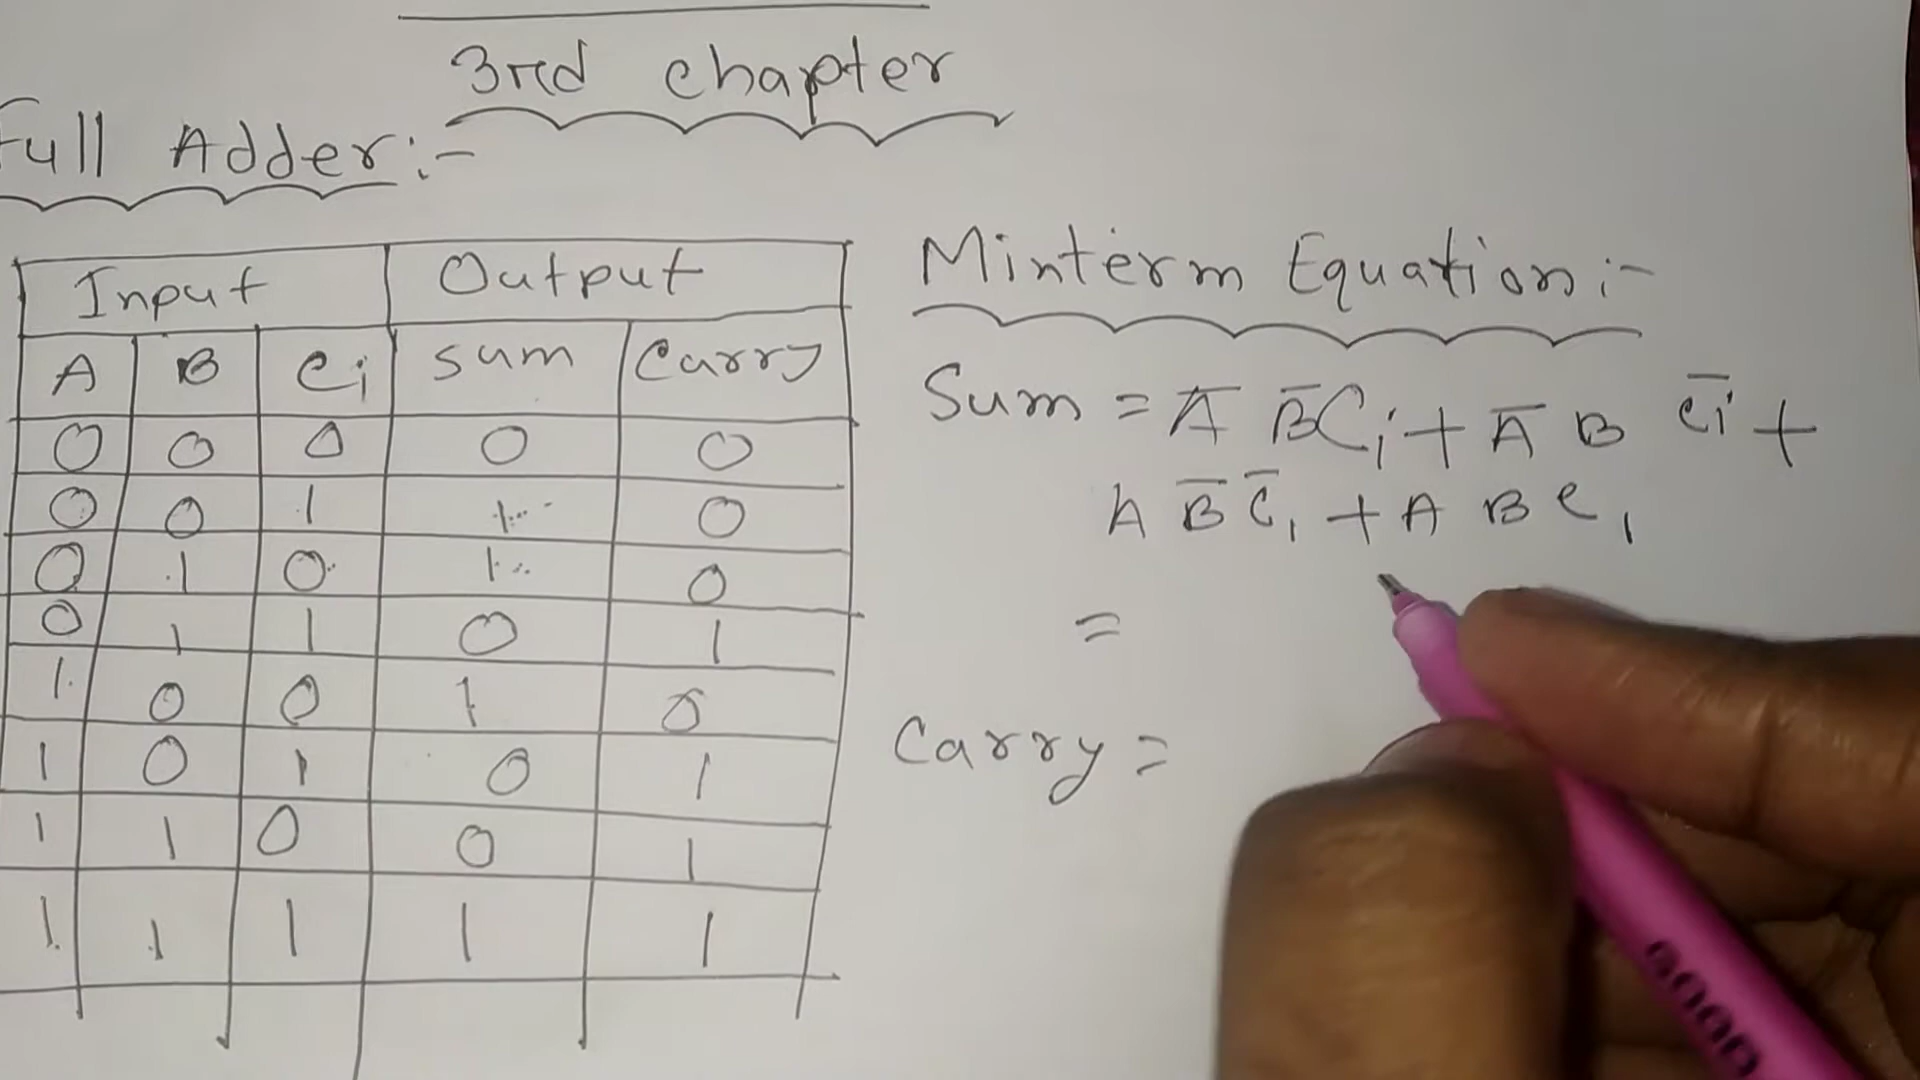 3rd chapter
Full Adder:-
Input Output
A B Ci sum Carry
0 0 0 0 0
0 0 1 1 0
0 1 0 1 0
0 1 1 0 1
1 0 0 1 0
1 0 1 0 1
1 1 0 0 1
1 1 1 1 1
Minterm Equation:-
Sum = A̅ B̅Ci + A̅ B C̅i +
A B̅ C̅i + A B Ci
=
Carry =